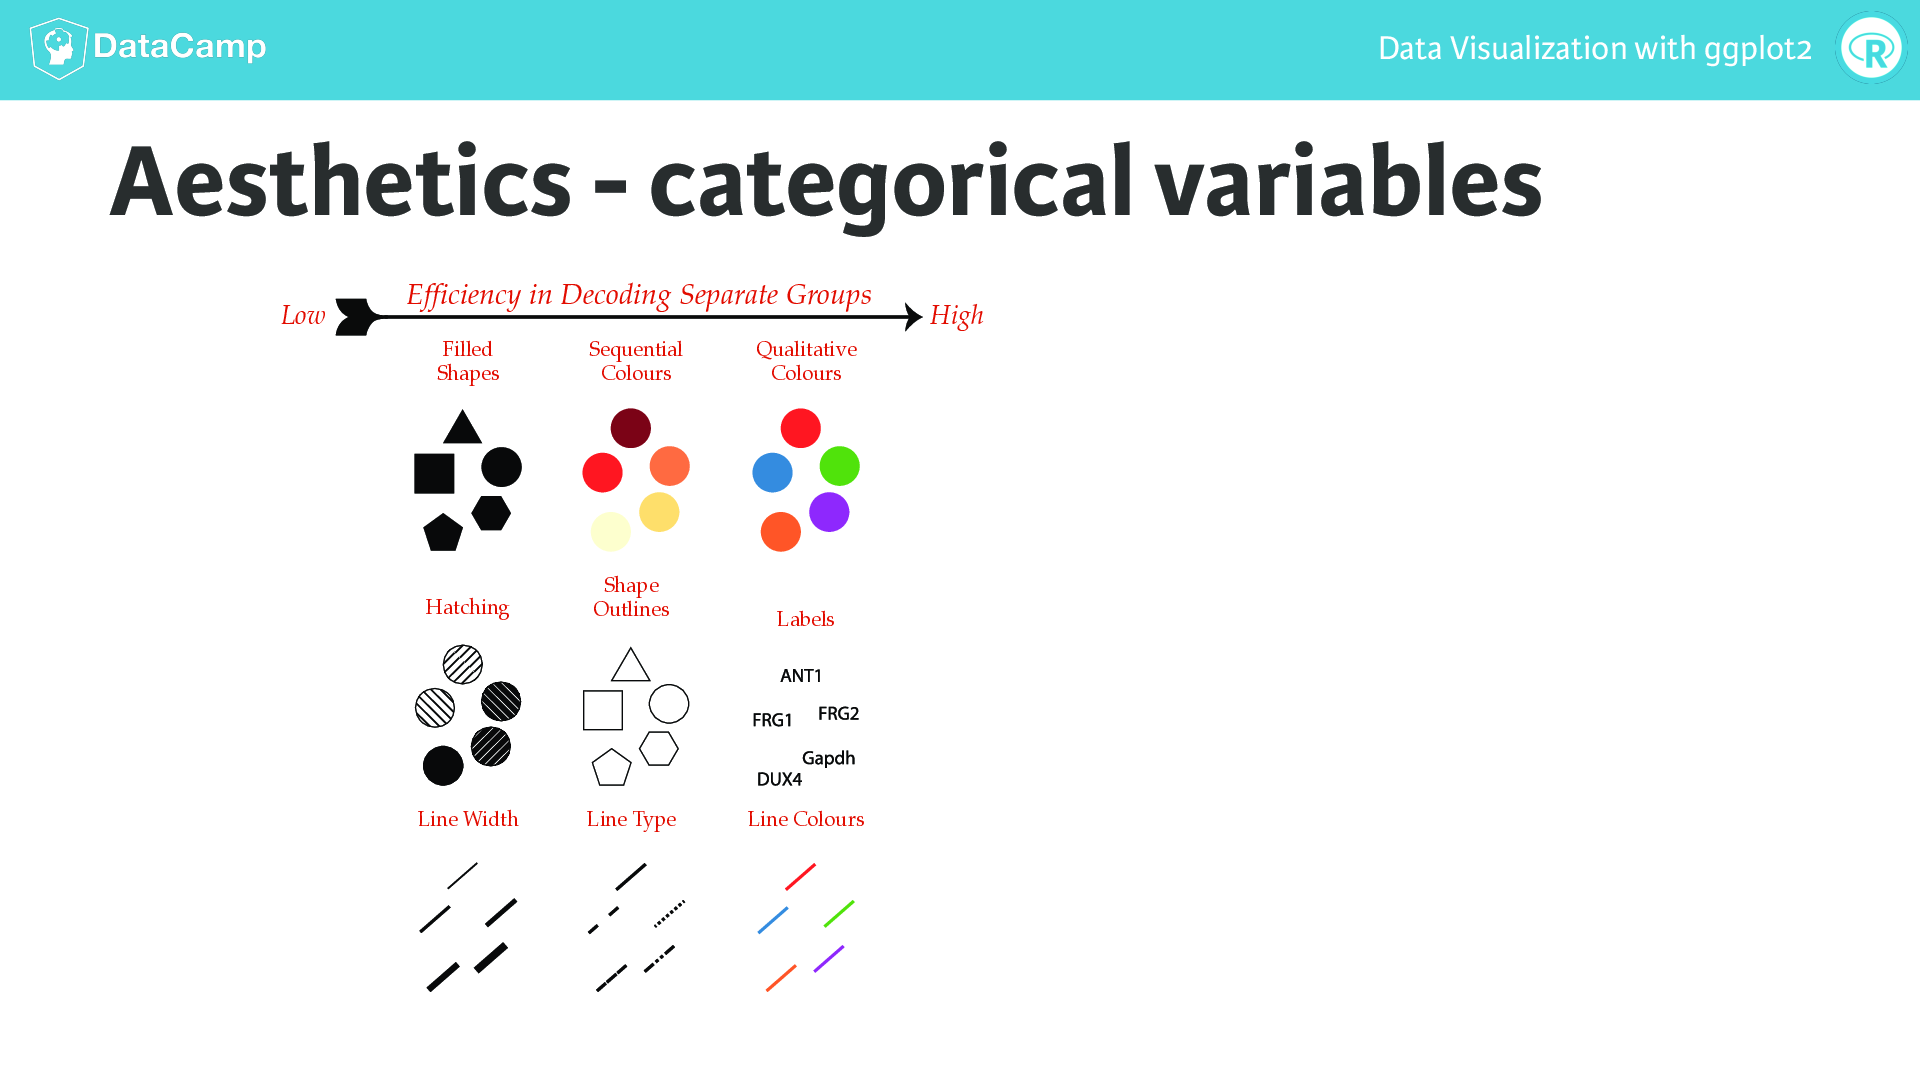 DataCamp
Data Visualization with ggplot2
R
Aesthetics - categorical variables
Efficiency in Decoding Separate Groups
Low
High
Filled
Shapes
Sequential
Colours
Qualitative
Colours
Hatching
Shape
Outlines
Labels
ANT1
FRG1
FRG2
Gapdh
DUX4
Line Width
Line Type
Line Colours